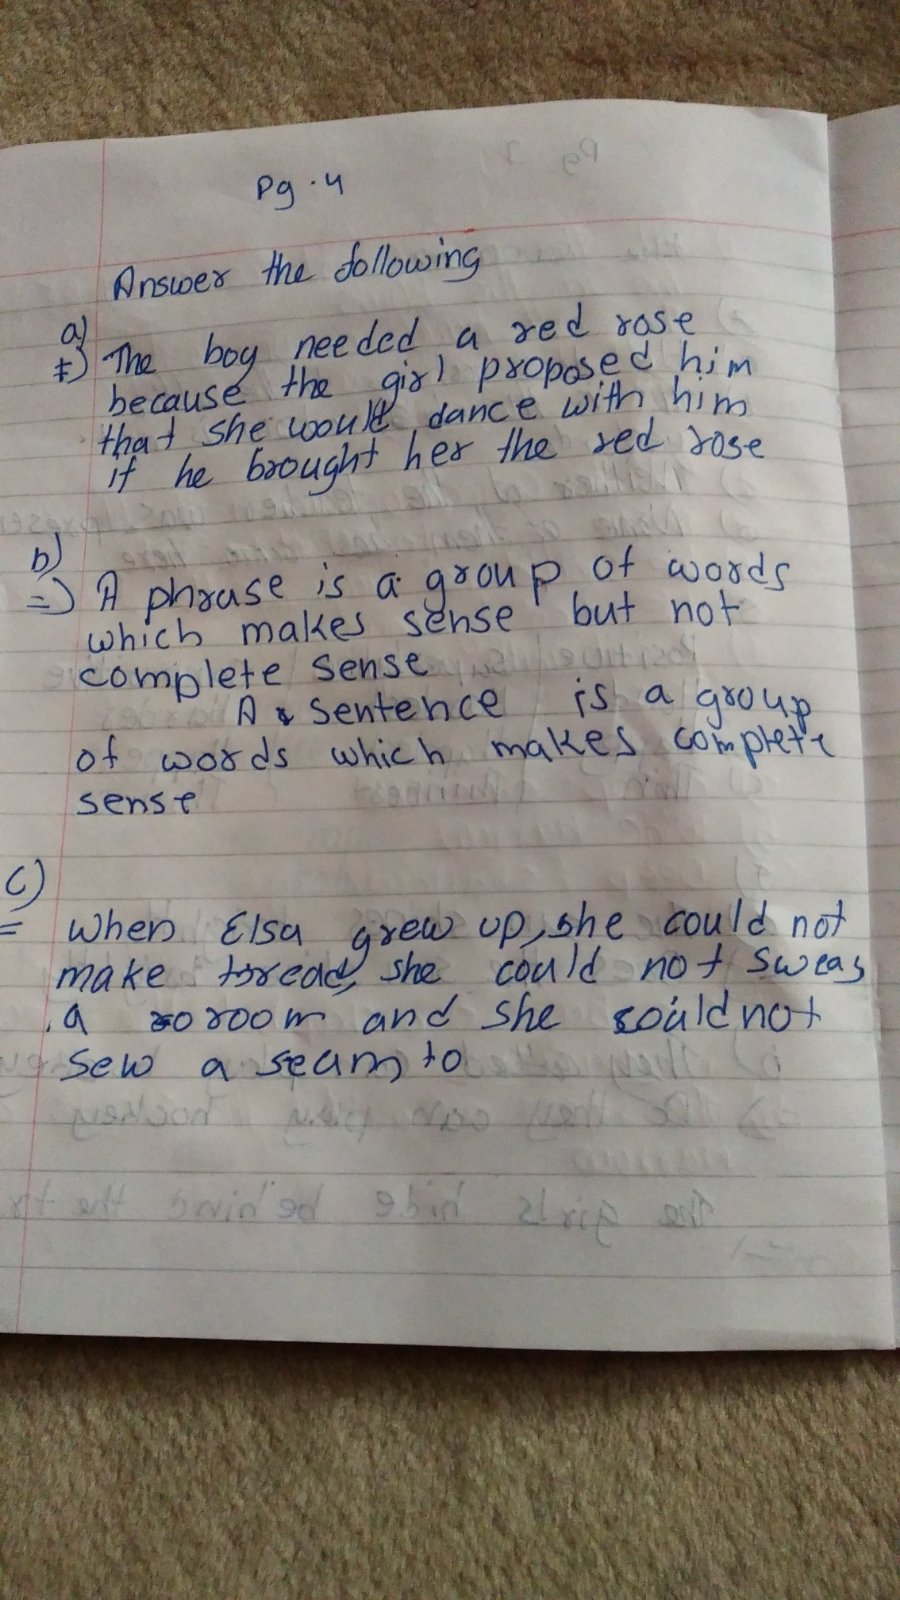 Pg.4
Answer the following
a)
=) The boy needed a red rose
because the girl proposed him
that she would dance with him
if he brought her the red rose
b)
=) A phrase is a group of words
which makes sense but not
complete sense
A sentence is a group
of words which makes complete
sense
c)
= When Elsa grew up, she could not
make bread, she could not sweas
a room and she could not
sew a seam to